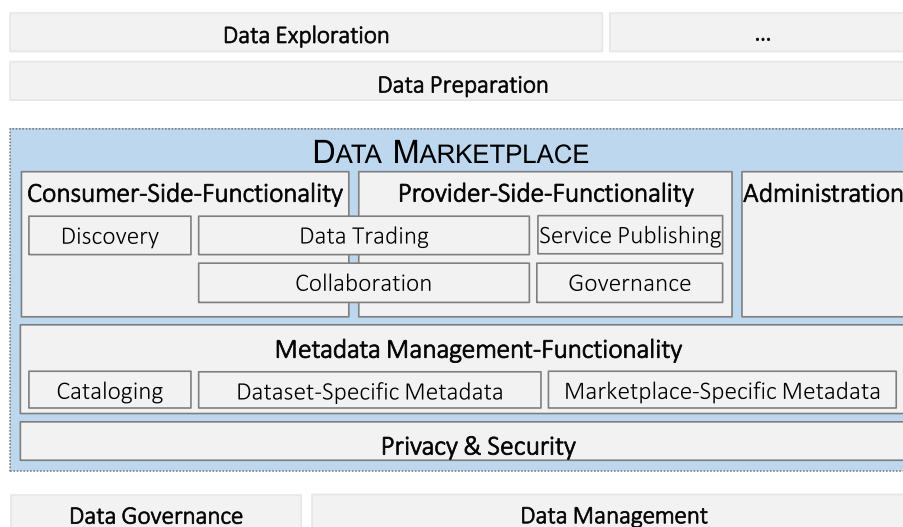 Data Exploration
...
Data Preparation
DATA MARKETPLACE
Consumer-Side-Functionality
Provider-Side-Functionality
Administration
Discovery
Data Trading
Service Publishing
Collaboration
Governance
Metadata Management-Functionality
Cataloging
Dataset-Specific Metadata
Marketplace-Specific Metadata
Privacy & Security
Data Governance
Data Management